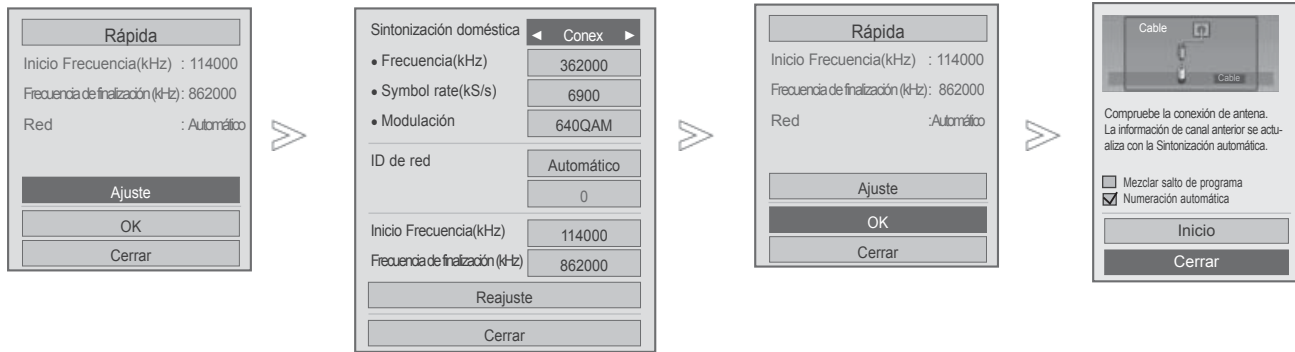 Rápida
Inicio Frecuencia(kHz) : 114000
Frecuencia de finalización (kHz): 862000
Red : Automático
Ajuste
OK
Cerrar
Sintonización doméstica ◄ Conex ►
• Frecuencia(kHz) 362000
• Symbol rate(kS/s) 6900
• Modulación 640QAM
ID de red Automático
0
Inicio Frecuencia(kHz) 114000
Frecuencia de finalización (kHz) 862000
Reajuste
Cerrar
Rápida
Inicio Frecuencia(kHz) : 114000
Frecuencia de finalización (kHz): 862000
Red :Automático
Ajuste
OK
Cerrar
Cable
Cable
Compruebe la conexión de antena.
La información de canal anterior se actu-
aliza con la Sintonización automática.
Mezclar salto de programa
Numeración automática
Inicio
Cerrar